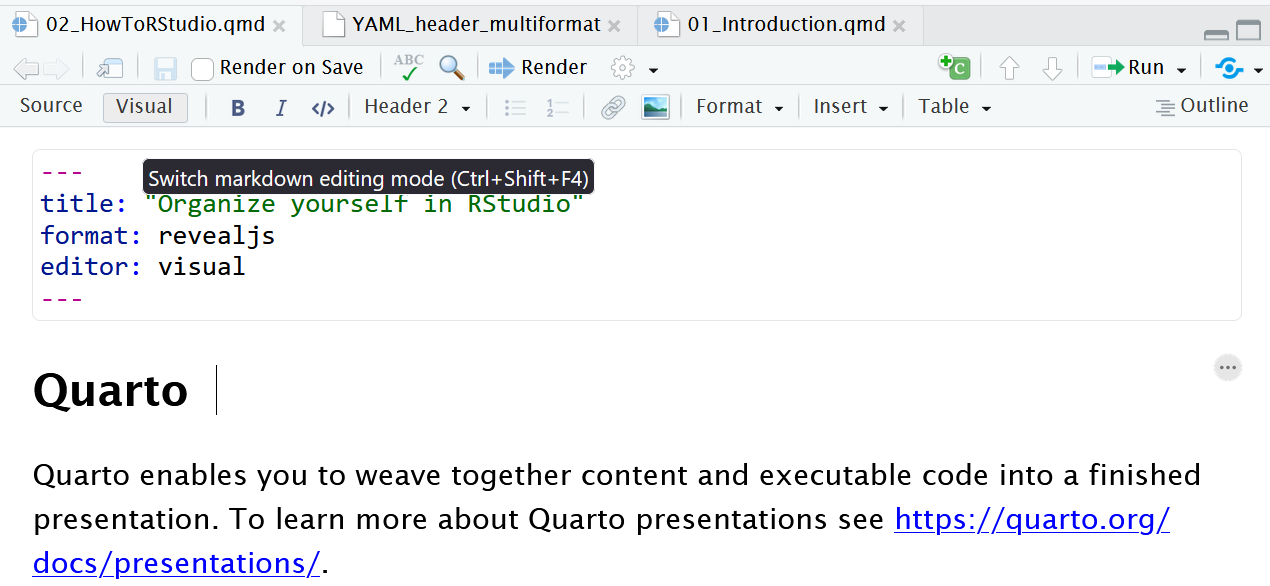 02_HowToRStudio.qmd YAML_header_multiformat 01_Introduction.qmd
Render on Save ABC Render C Run
Source Visual B I </> Header 2 Format Insert Table Outline
---
Switch markdown editing mode (Ctrl+Shift+F4)
title: "Organize yourself in RStudio"
format: revealjs
editor: visual
---
Quarto
Quarto enables you to weave together content and executable code into a finished
presentation. To learn more about Quarto presentations see https://quarto.org/
docs/presentations/.